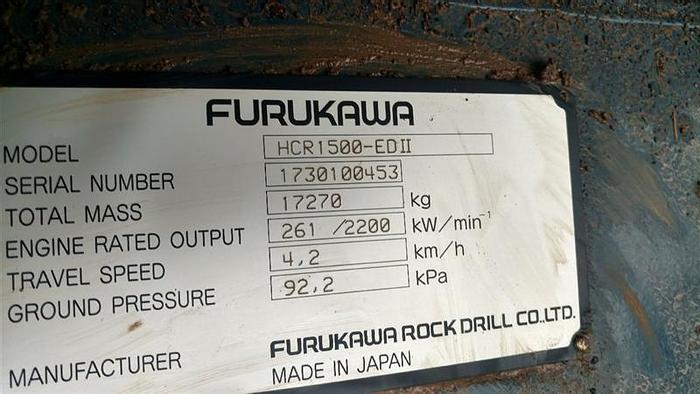 FURUKAWA
MODEL HCR1500-EDII
SERIAL NUMBER 1730100453
TOTAL MASS 17270 kg
ENGINE RATED OUTPUT 261 /2200 kW/min⁻¹
TRAVEL SPEED 4,2 km/h
GROUND PRESSURE 92,2 kPa
MANUFACTURER FURUKAWA ROCK DRILL CO.,LTD.
MADE IN JAPAN